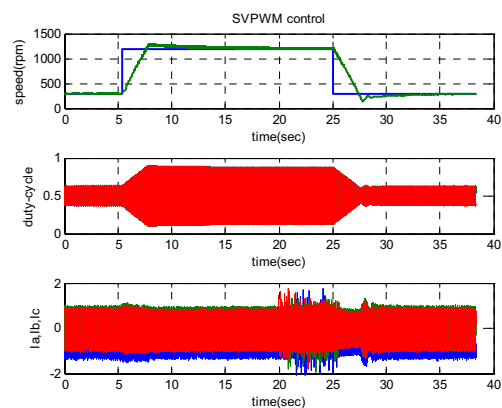 SVPWM control
speed(rpm)
1500
1000
500
0
0 5 10 15 20 25 30 35 40
time(sec)
duty-cycle
1
0.5
0
0 5 10 15 20 25 30 35 40
time(sec)
Ia,Ib,Ic
2
0
-2
0 5 10 15 20 25 30 35 40
time(sec)